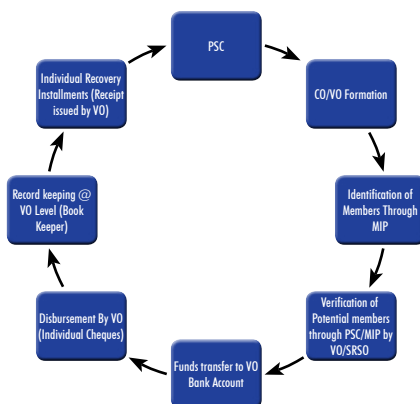 PSC
CO/VO Formation
Identification of
Members Through
MIP
Verification of
Potential members
through PSC/MIP by
VO/SRSO
Funds transfer to VO
Bank Account
Disbursement By VO
(Individual Cheques)
Record keeping @
VO Level (Book
Keeper)
Individual Recovery
Installments (Receipt
issued by VO)